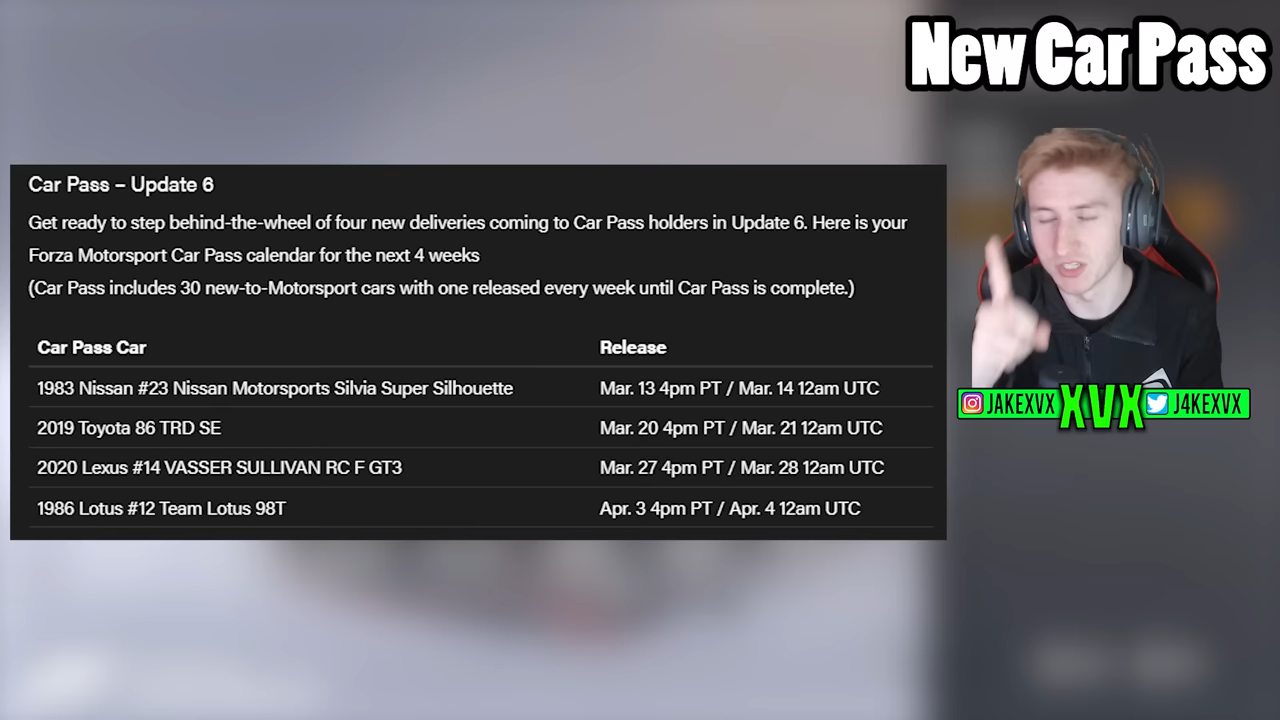 New Car Pass
Car Pass – Update 6
Get ready to step behind-the-wheel of four new deliveries coming to Car Pass holders in Update 6. Here is your
Forza Motorsport Car Pass calendar for the next 4 weeks
(Car Pass includes 30 new-to-Motorsport cars with one released every week until Car Pass is complete.)
Car Pass Car Release
1983 Nissan #23 Nissan Motorsports Silvia Super Silhouette Mar. 13 4pm PT / Mar. 14 12am UTC
2019 Toyota 86 TRD SE Mar. 20 4pm PT / Mar. 21 12am UTC
2020 Lexus #14 VASSER SULLIVAN RC F GT3 Mar. 27 4pm PT / Mar. 28 12am UTC
1986 Lotus #12 Team Lotus 98T Apr. 3 4pm PT / Apr. 4 12am UTC
JAKEXVX XVX J4KEXVX